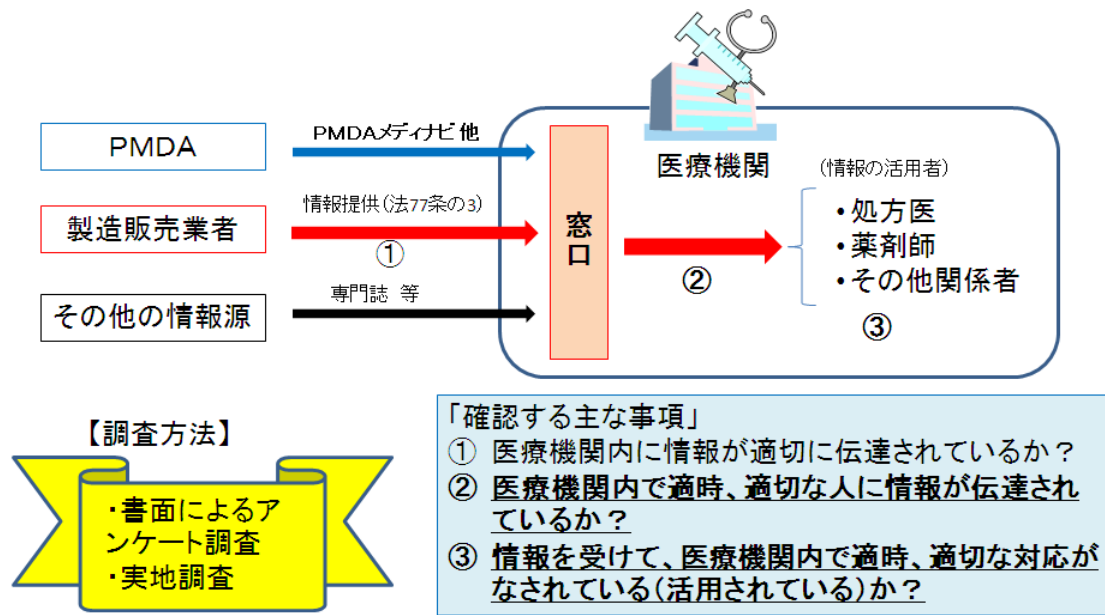 PMDA
PMDAメディナビ他
医療機関
製造販売業者
情報提供(法77条の3)
①
窓口
②
(情報の活用者)
・処方医
・薬剤師
・その他関係者
③
その他の情報源
専門誌 等
【調査方法】
・書面によるア
ンケート調査
・実地調査
「確認する主な事項」
① 医療機関内に情報が適切に伝達されているか？
② 医療機関内で適時、適切な人に情報が伝達され
ているか？
③ 情報を受けて、医療機関内で適時、適切な対応が
なされている(活用されている)か？